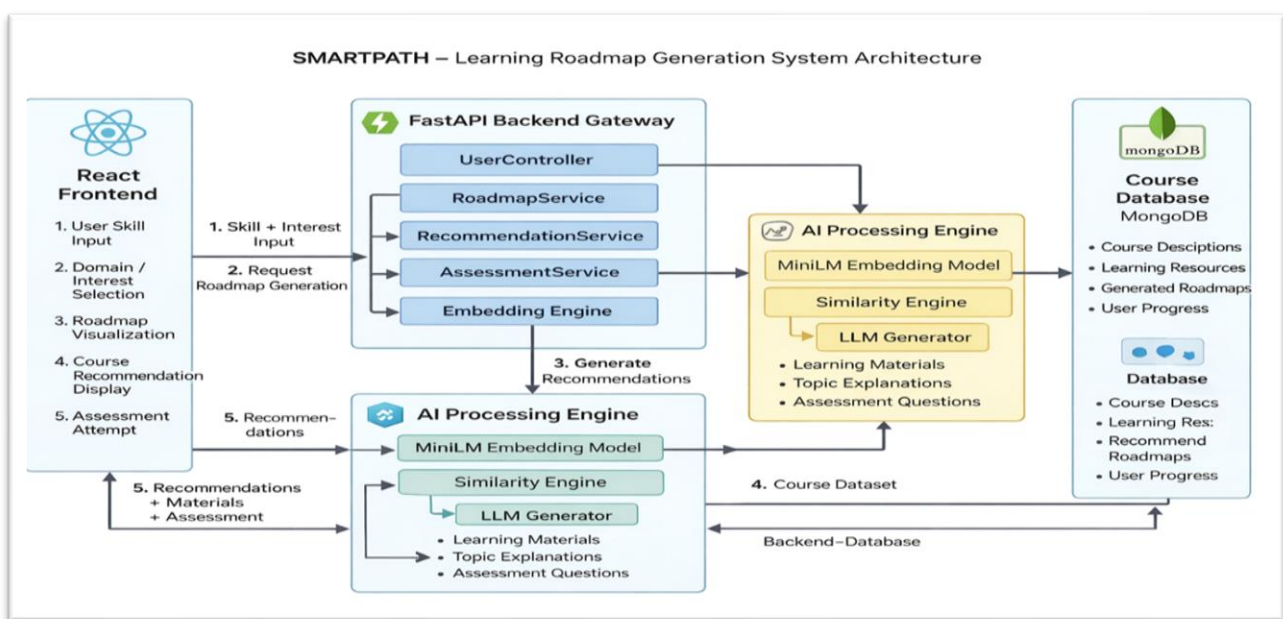 SMARTPATH – Learning Roadmap Generation System Architecture
React
Frontend
1. User Skill
Input
2. Domain /
Interest
Selection
3. Roadmap
Visualization
4. Course
Recommendation
Display
5. Assessment
Attempt
1. Skill + Interest
Input
2. Request
Roadmap Generation
FastAPI Backend Gateway
UserController
RoadmapService
RecommendationService
AssessmentService
Embedding Engine
3. Generate
Recommendations
AI Processing Engine
MiniLM Embedding Model
Similarity Engine
LLM Generator
• Learning Materials
• Topic Explanations
• Assessment Questions
mongoDB
Course
Database
MongoDB
• Course Desciptions
• Learning Resources
• Generated Roadmaps
• User Progress
Database
• Course Descs
• Learning Res:
• Recommend
Roadmaps
• User Progress
5. Recommen-
dations
5. Recommendations
+ Materials
+ Assessment
AI Processing Engine
MiniLM Embedding Model
Similarity Engine
LLM Generator
• Learning Materials
• Topic Explanations
• Assessment Questions
4. Course Dataset
Backend–Database